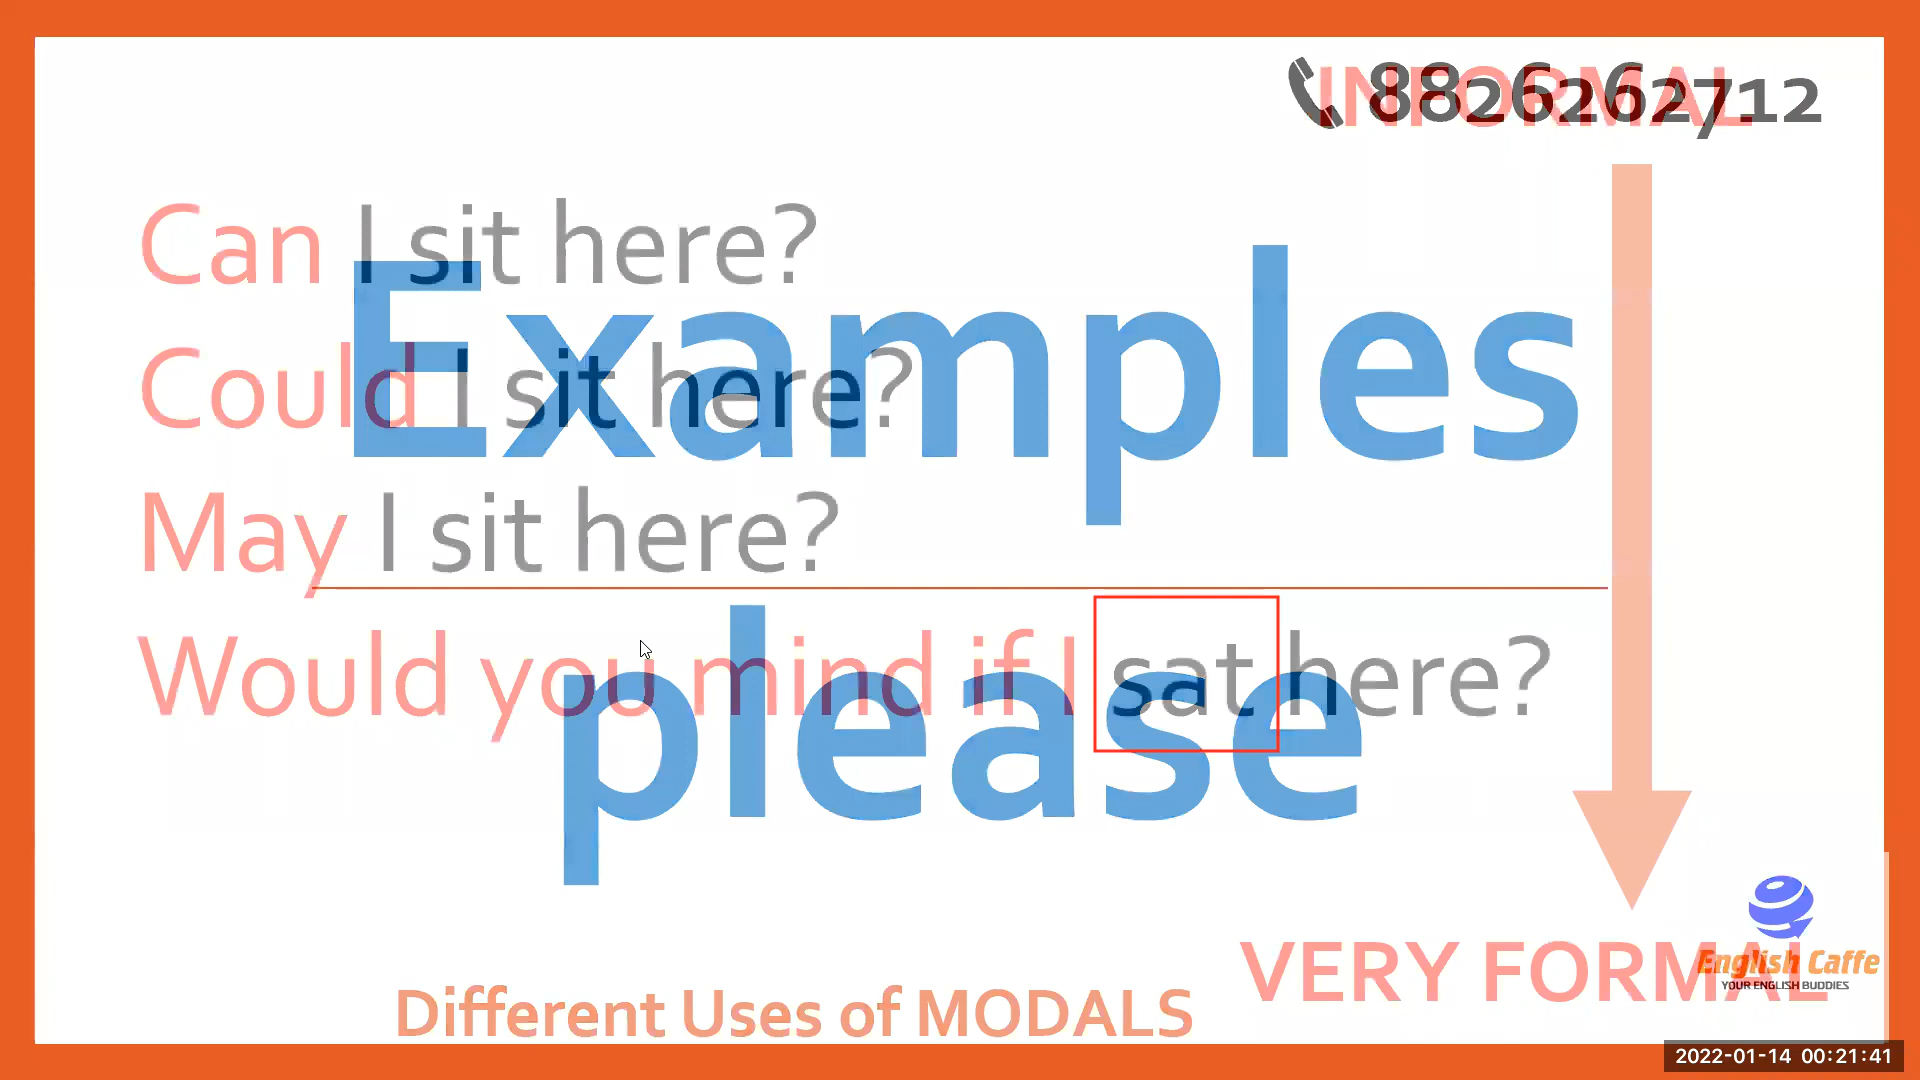 INFORMAL
8826262712
Can I sit here?
Examples
Could I sit here?
May I sit here?
Would you mind if I sat here?
please
VERY FORMAL
English Caffe
YOUR ENGLISH BUDDIES
Different Uses of MODALS
2022-01-14 00:21:41